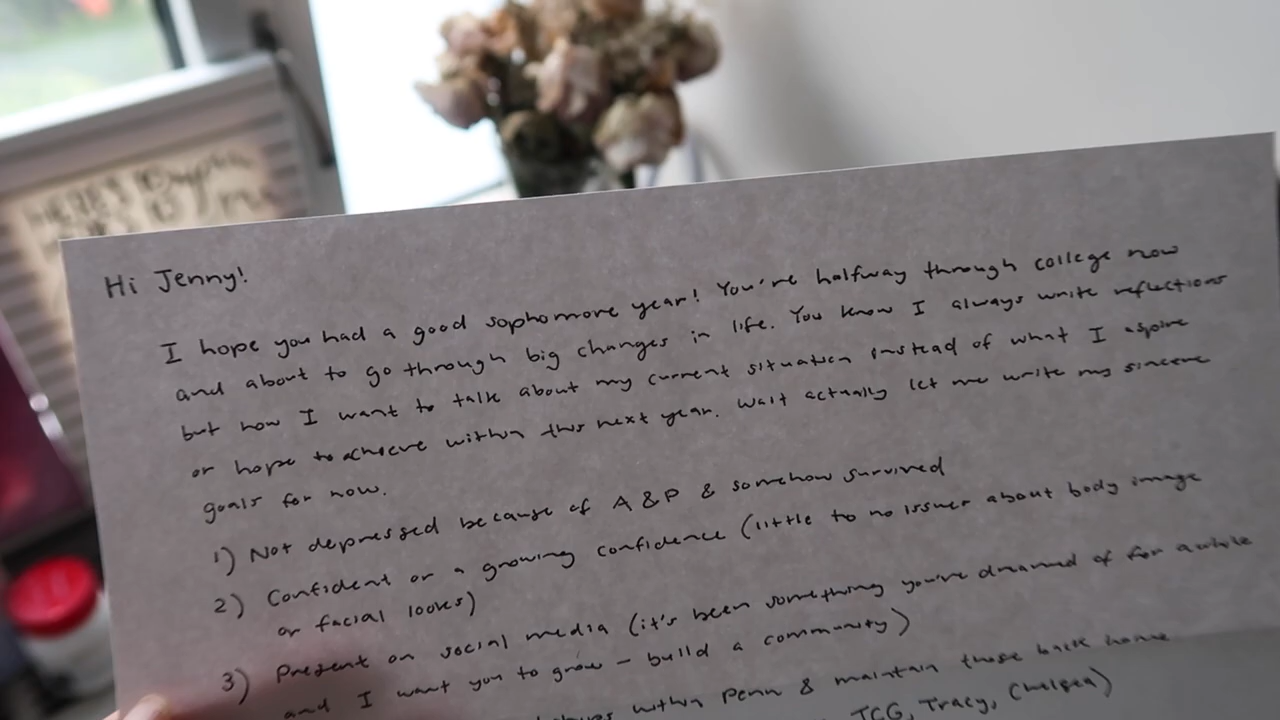 Hi Jenny!
I hope you had a good sophomore year! You're halfway through college now
and about to go through big changes in life. You know I always write reflections
but now I want to talk about my current situation instead of what I aspire
or hope to achieve within this next year. Wait actually let me write my sincere
goals for now.
1) Not depressed because of A&P & somehow survived
2) Confident or a growing confidence (little to no issues about body image
or facial looks)
3) Present on social media (it's been something you've dreamed of for awhile
and I want you to grow - build a community)
within Penn & maintain those back home
TCG, Tracy, Chelsea)